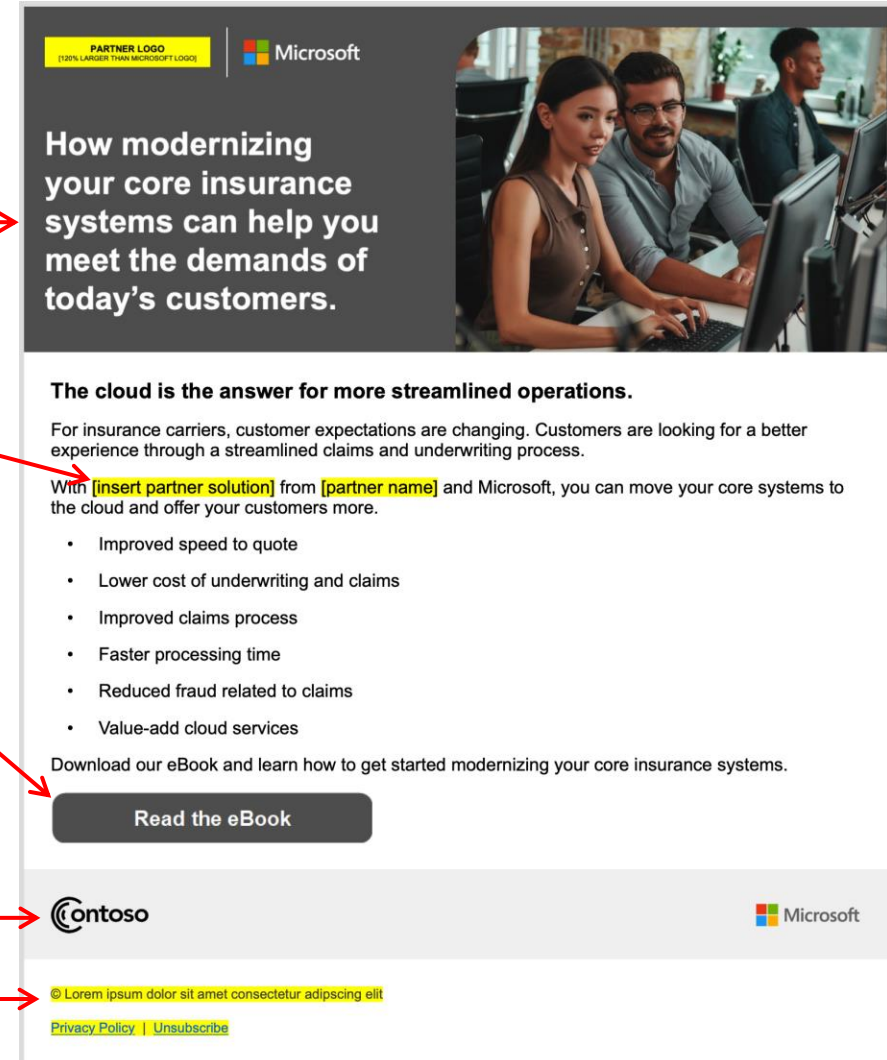 PARTNER LOGO
[120% LARGER THAN MICROSOFT LOGO]
Microsoft
How modernizing
your core insurance
systems can help you
meet the demands of
today’s customers.
The cloud is the answer for more streamlined operations.
For insurance carriers, customer expectations are changing. Customers are looking for a better
experience through a streamlined claims and underwriting process.
With [insert partner solution] from [partner name] and Microsoft, you can move your core systems to
the cloud and offer your customers more.
• Improved speed to quote
• Lower cost of underwriting and claims
• Improved claims process
• Faster processing time
• Reduced fraud related to claims
• Value-add cloud services
Download our eBook and learn how to get started modernizing your core insurance systems.
Read the eBook
Contoso
Microsoft
© Lorem ipsum dolor sit amet consectetur adipscing elit
Privacy Policy | Unsubscribe